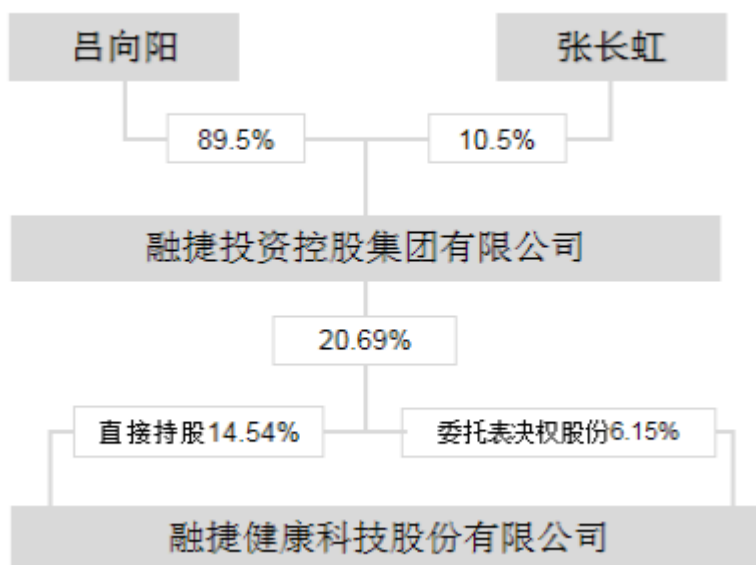 吕向阳
张长虹
89.5%
10.5%
融捷投资控股集团有限公司
20.69%
直接持股14.54%
委托表决权股份6.15%
融捷健康科技股份有限公司